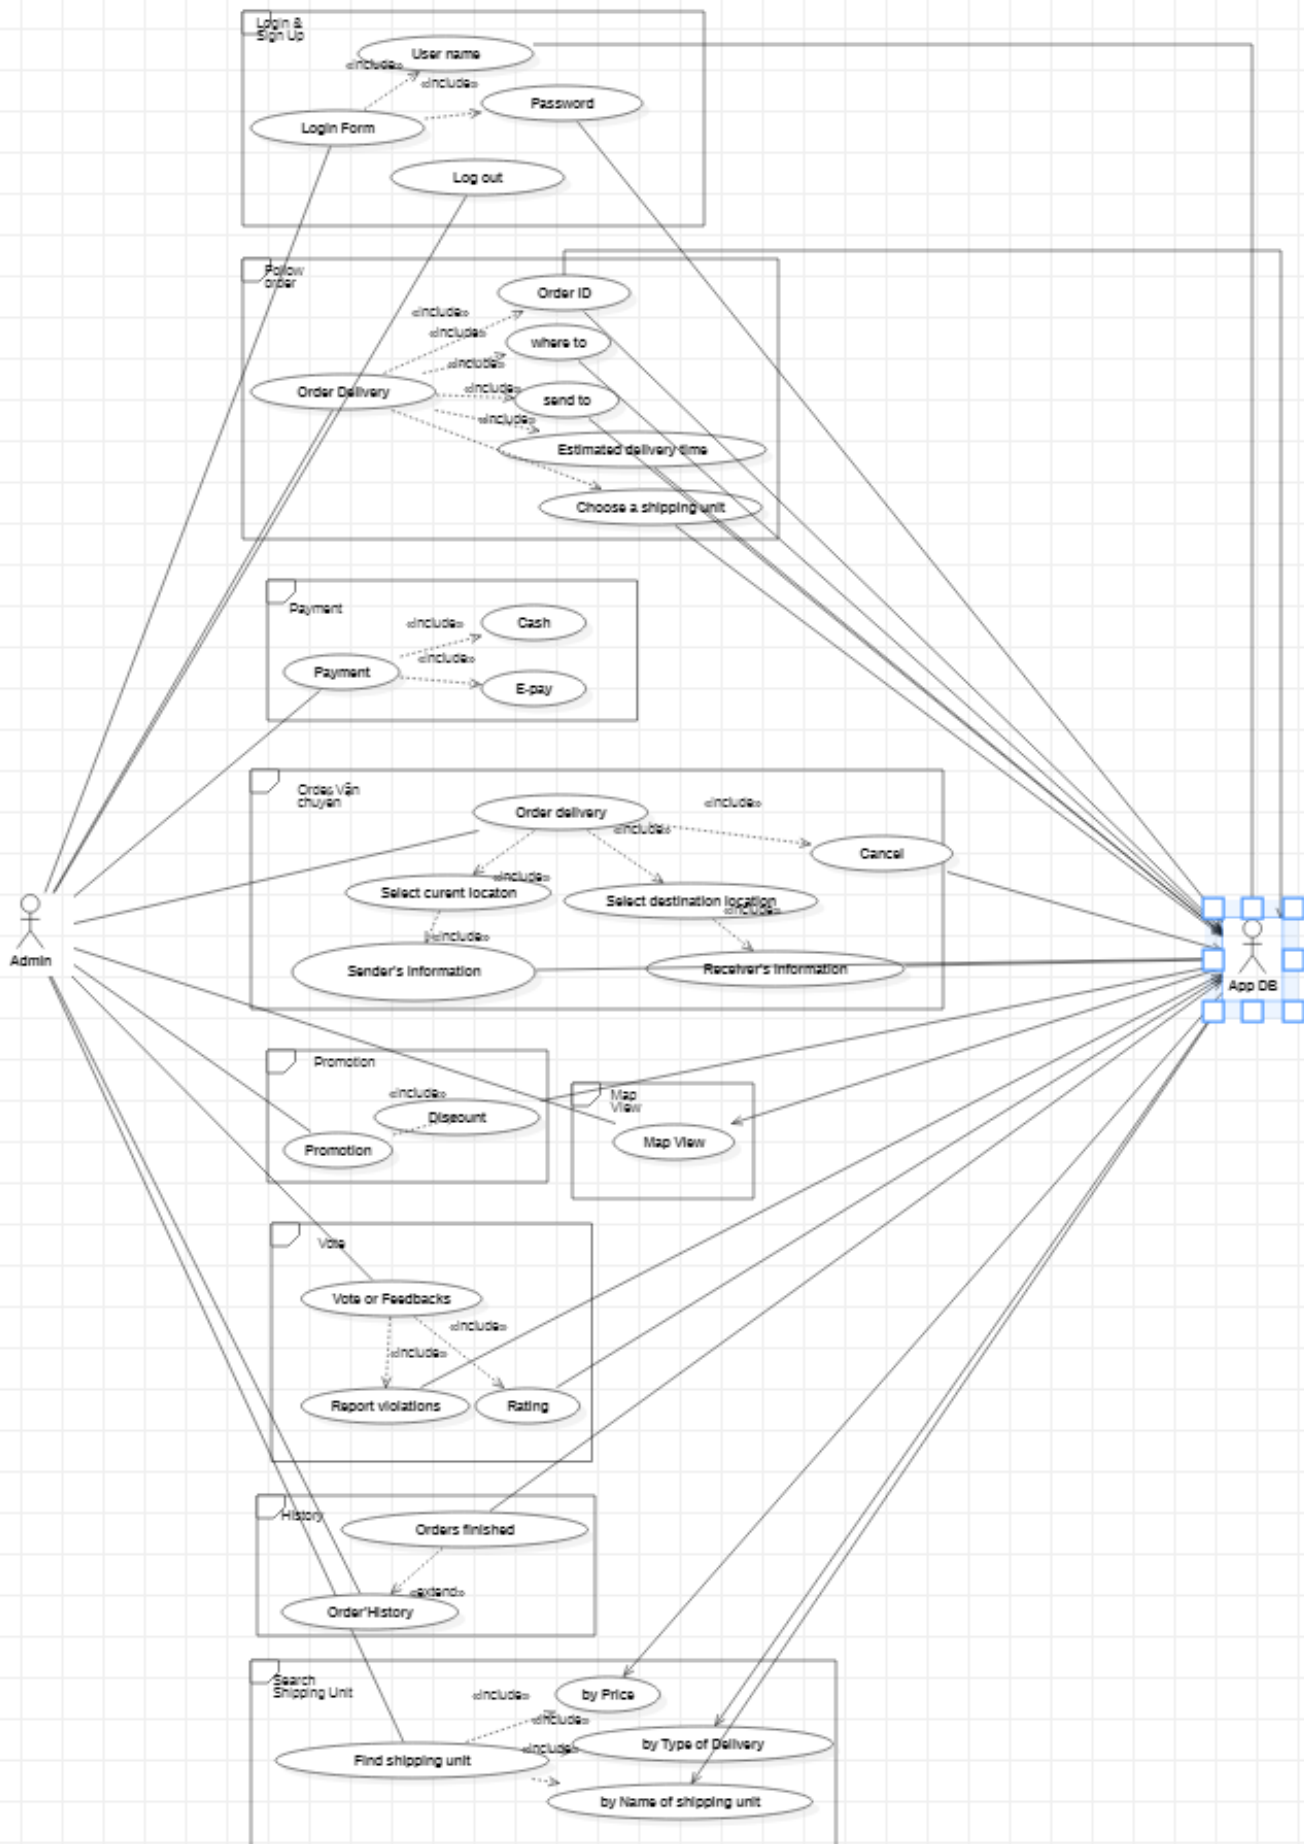 Login &
Sign Up
User name
«include»
«include»
Password
Login Form
Log out
Follow
order
Order ID
«include»
«include»
where to
«include»
Order Delivery
«include»
send to
«include»
Estimated delivery time
Choose a shipping unit
Payment
«include»
Cash
«include»
Payment
E-pay
Order Vận
chuyen
Order delivery
«include»
«include»
Cancel
«include»
Select curent locaton
Select destination location
«include»
«include»
Sender's information
Receiver's information
Admin
App DB
Promotion
«include»
Discount
Promotion
Map
View
Map View
Vote
Vote or Feedbacks
«include»
«include»
Report violations
Rating
History
Orders finished
«extend»
Order'History
Search
Shipping Unit
«include»
by Price
«include»
by Type of Delivery
«include»
Find shipping unit
by Name of shipping unit